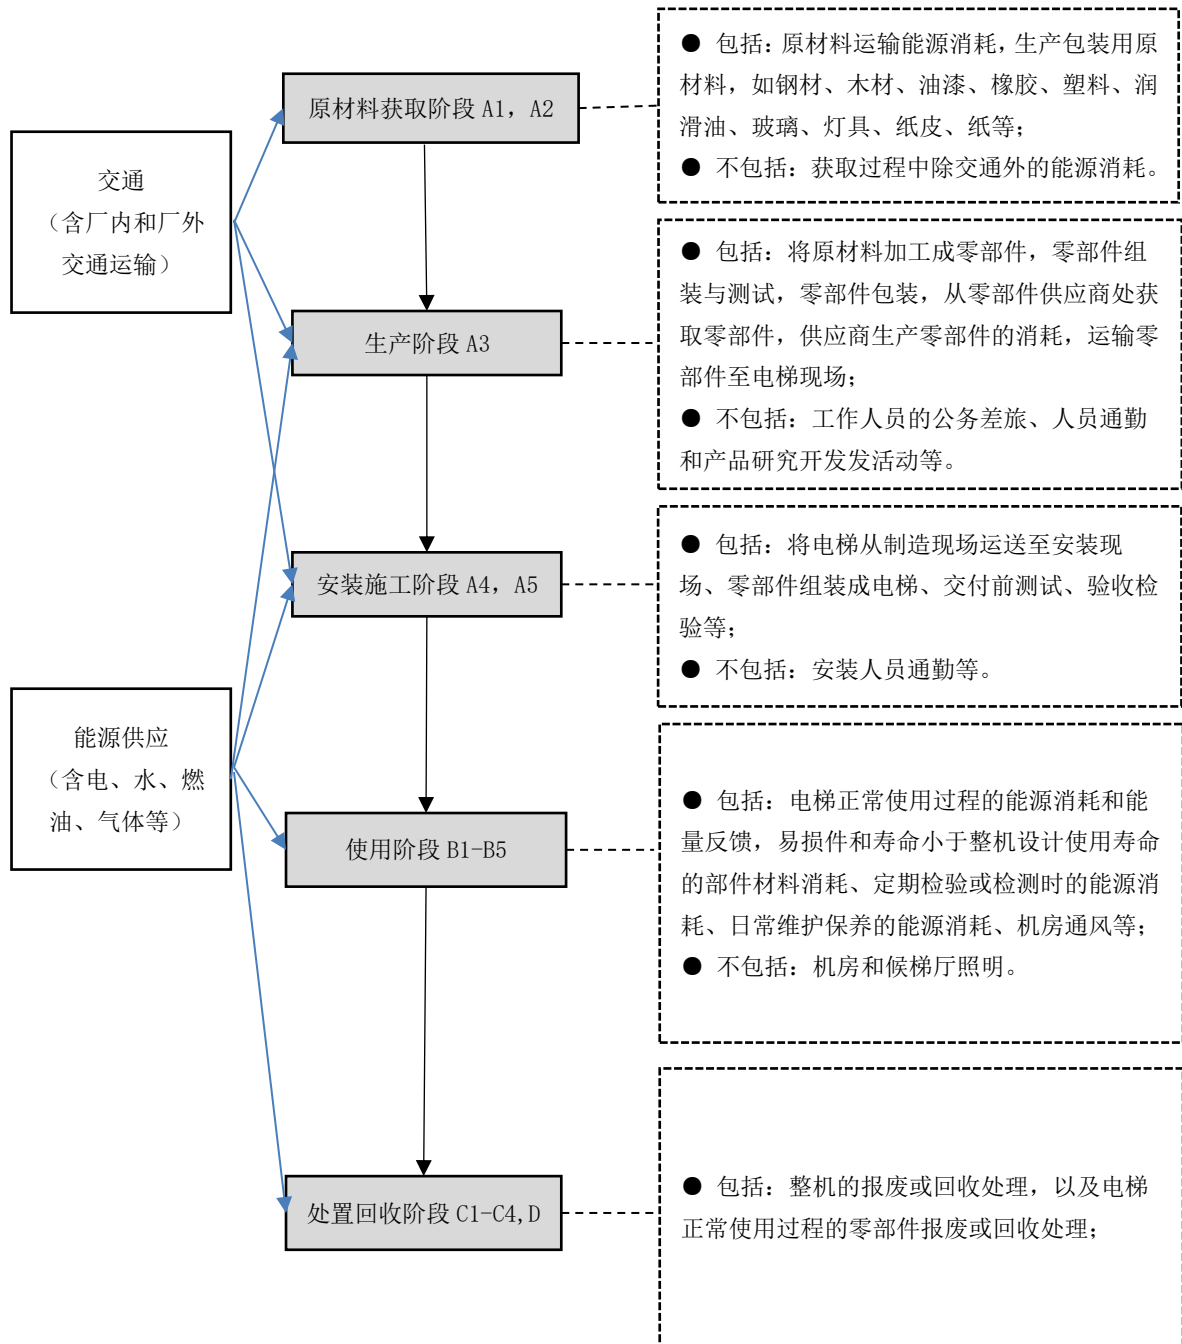 原材料获取阶段 A1, A2
● 包括：原材料运输能源消耗，生产包装用原
材料，如钢材、木材、油漆、橡胶、塑料、润
滑油、玻璃、灯具、纸皮、纸等；
● 不包括：获取过程中除交通外的能源消耗。
交通
（含厂内和厂外
交通运输）
生产阶段 A3
● 包括：将原材料加工成零部件，零部件组
装与测试，零部件包装，从零部件供应商处获
取零部件，供应商生产零部件的消耗，运输零
部件至电梯现场；
● 不包括：工作人员的公务差旅、人员通勤
和产品研究开发发活动等。
安装施工阶段 A4, A5
● 包括：将电梯从制造现场运送至安装现
场、零部件组装成电梯、交付前测试、验收检
验等；
● 不包括：安装人员通勤等。
能源供应
（含电、水、燃
油、气体等）
使用阶段 B1-B5
● 包括：电梯正常使用过程的能源消耗和能
量反馈，易损件和寿命小于整机设计使用寿命
的部件材料消耗、定期检验或检测时的能源消
耗、日常维护保养的能源消耗、机房通风等；
● 不包括：机房和候梯厅照明。
处置回收阶段 C1-C4,D
● 包括：整机的报废或回收处理，以及电梯
正常使用过程的零部件报废或回收处理；